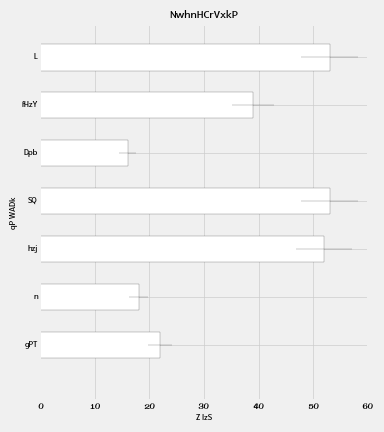 NwhnHCrVxkP
L
fHzY
Dpb
SQ
hzj
n
gPT
qP WADk
0 10 20 30 40 50 60
Z IzS